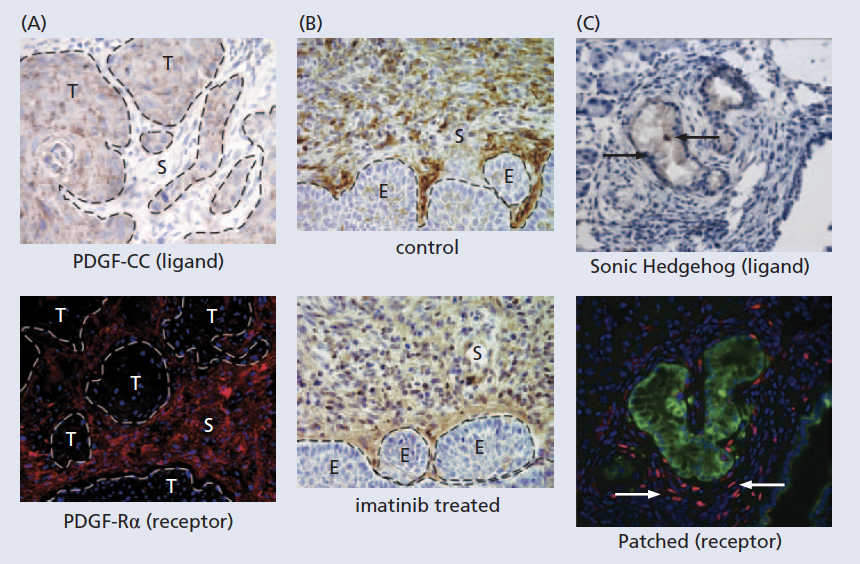 (A)
T
T
S
PDGF-CC (ligand)
T
T
T
T
S
T
PDGF-Rα (receptor)
(B)
S
E
E
control
S
E
E
E
imatinib treated
(C)
Sonic Hedgehog (ligand)
Patched (receptor)